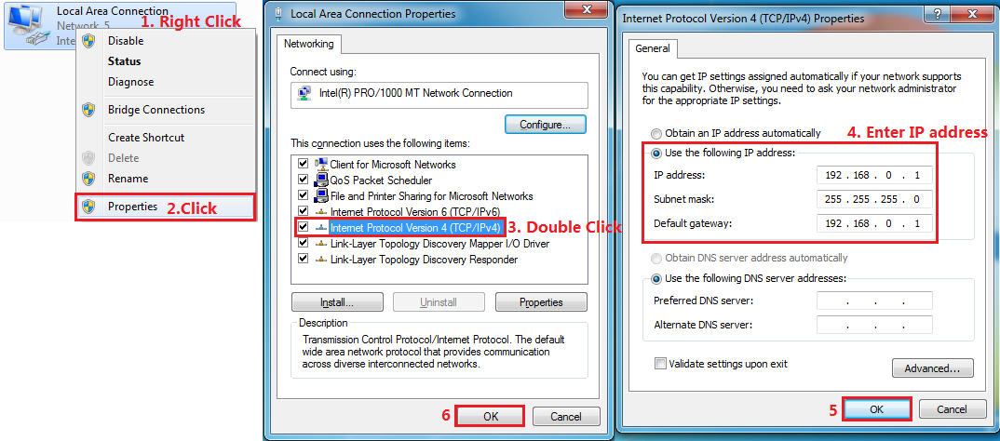 Local Area Connection
1. Right Click
Network 5
Inte
Disable
Status
Diagnose
Bridge Connections
Create Shortcut
Delete
Rename
Properties
2.Click
Local Area Connection Properties
Networking
Connect using:
Intel(R) PRO/1000 MT Network Connection
Configure...
This connection uses the following items:
Client for Microsoft Networks
QoS Packet Scheduler
File and Printer Sharing for Microsoft Networks
Internet Protocol Version 6 (TCP/IPv6)
Internet Protocol Version 4 (TCP/IPv4)
3. Double Click
Link-Layer Topology Discovery Mapper I/O Driver
Link-Layer Topology Discovery Responder
Install...
Uninstall
Properties
Description
Transmission Control Protocol/Internet Protocol. The default
wide area network protocol that provides communication
across diverse interconnected networks.
6
OK
Cancel
Internet Protocol Version 4 (TCP/IPv4) Properties
General
You can get IP settings assigned automatically if your network supports
this capability. Otherwise, you need to ask your network administrator
for the appropriate IP settings.
Obtain an IP address automatically
4. Enter IP address
Use the following IP address:
IP address:
192 . 168 . 0 . 1
Subnet mask:
255 . 255 . 255 . 0
Default gateway:
192 . 168 . 0 . 1
Obtain DNS server address automatically
Use the following DNS server addresses:
Preferred DNS server:
. . .
Alternate DNS server:
. . .
Validate settings upon exit
Advanced...
5
OK
Cancel